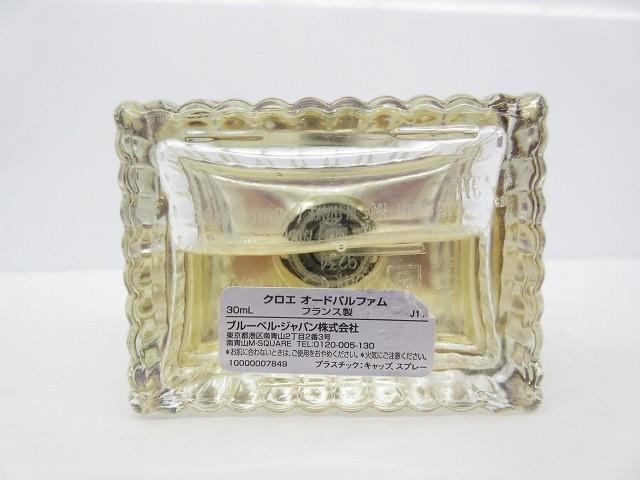 クロエ オードパルファム
30mL フランス製 J1
ブルーベル・ジャパン株式会社
東京都港区南青山2丁目2番3号
南青山M-SQUARE TEL:0120-005-130
●お肌に合わないときは、ご使用をおやめください。●火気にご注意ください。
10000007849 プラスチック:キャップ、スプレー